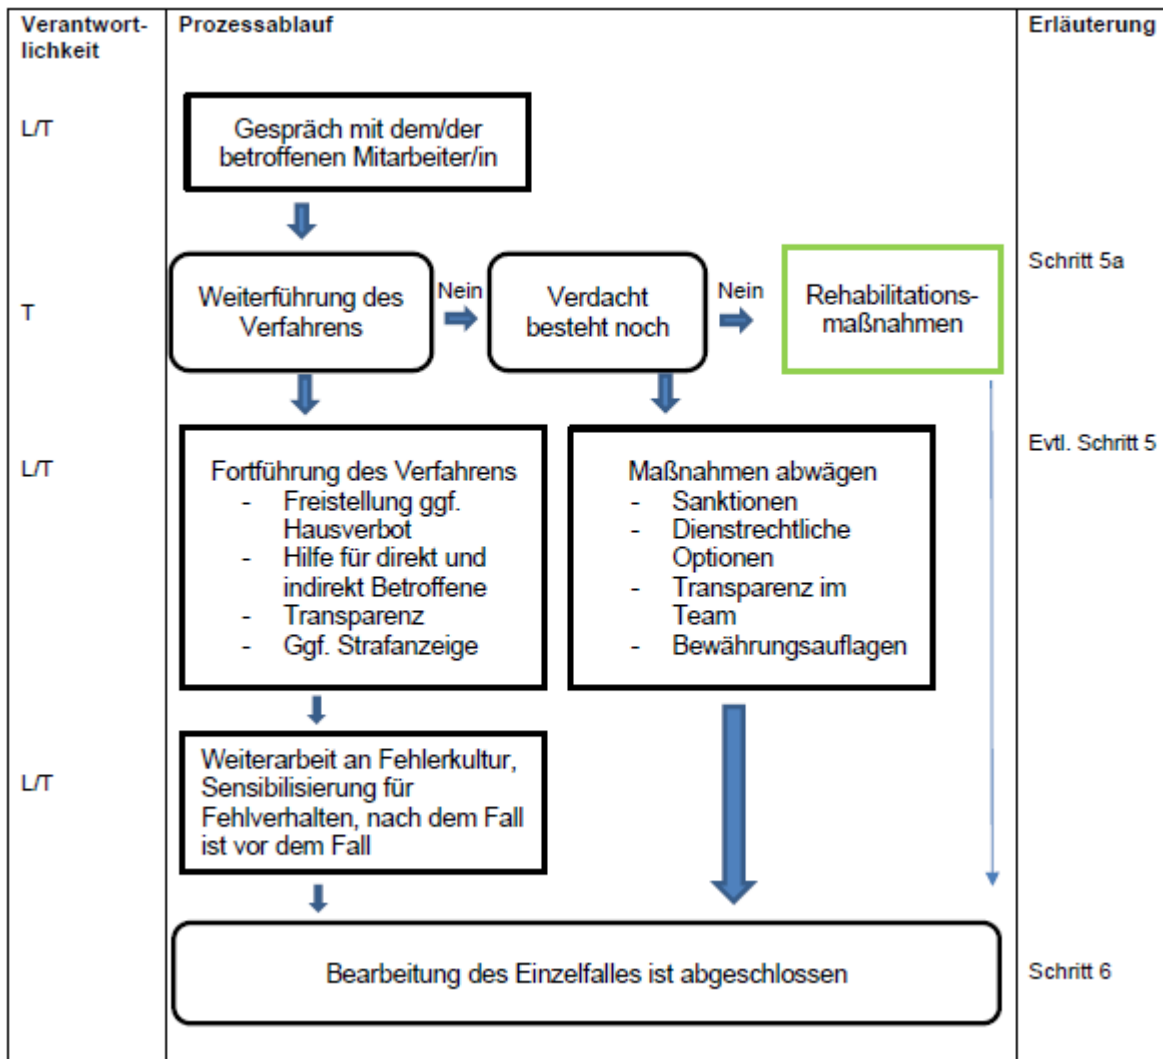 Verantwort-
lichkeit
Prozessablauf
Erläuterung
L/T
Gespräch mit dem/der
betroffenen Mitarbeiter/in
T
Weiterführung des
Verfahrens
Nein
Verdacht
besteht noch
Nein
Rehabilitations-
maßnahmen
Schritt 5a
L/T
Fortführung des Verfahrens
- Freistellung ggf.
Hausverbot
- Hilfe für direkt und
indirekt Betroffene
- Transparenz
- Ggf. Strafanzeige
Maßnahmen abwägen
- Sanktionen
- Dienstrechtliche
Optionen
- Transparenz im
Team
- Bewährungsauflagen
Evtl. Schritt 5
L/T
Weiterarbeit an Fehlerkultur,
Sensibilisierung für
Fehlverhalten, nach dem Fall
ist vor dem Fall
Bearbeitung des Einzelfalles ist abgeschlossen
Schritt 6